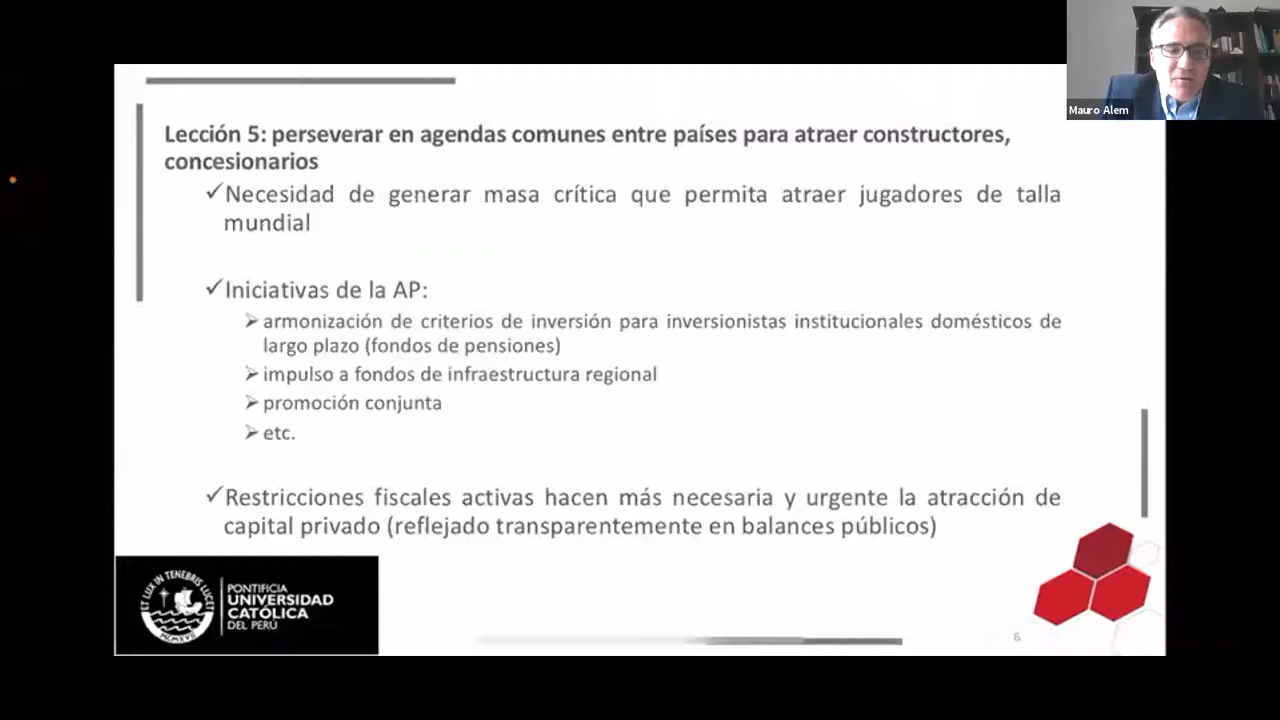 Mauro Alem
Lección 5: perseverar en agendas comunes entre países para atraer constructores,
concesionarios
✓Necesidad de generar masa crítica que permita atraer jugadores de talla
mundial
✓Iniciativas de la AP:
➢armonización de criterios de inversión para inversionistas institucionales domésticos de
largo plazo (fondos de pensiones)
➢impulso a fondos de infraestructura regional
➢promoción conjunta
➢etc.
✓Restricciones fiscales activas hacen más necesaria y urgente la atracción de
capital privado (reflejado transparentemente en balances públicos)
ET LUX IN TENEBRIS LUCET
MCMXVII
PONTIFICIA
UNIVERSIDAD
CATÓLICA
DEL PERÚ
6